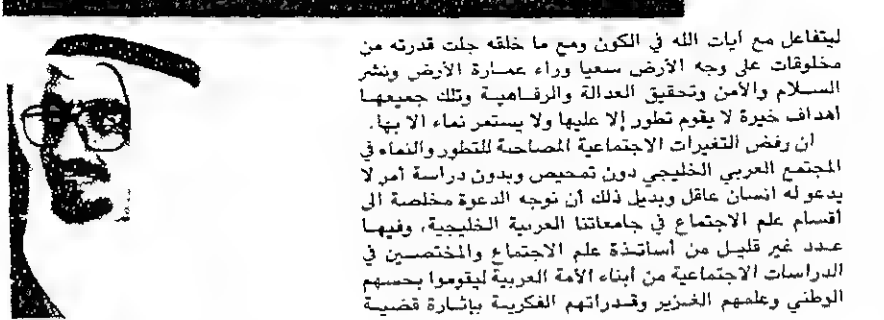 ليتفاعل مع آيات الله في الكون ومع ما خلقه جلت قدرته من
مخلوقات على وجه الأرض سعيا وراء عمارة الأرض ونشر
السلام والأمن وتحقيق العدالة والرفاهية وتلك جميعها
اهداف خيرة لا يقوم تطور إلا عليها ولا يستمر نماء الا بها.
ان رفض التغيرات الاجتماعية المصاحبة للتطور والنماء في
المجتمع العربي الخليجي دون تمحيص وبدون دراسة أمر لا
يدعو له انسان عاقل وبديل ذلك أن نوجه الدعوة مخلصة الى
أقسام علم الاجتماع في جامعاتنا العربية الخليجية، وفيها
عدد غير قليل من أساتذة علم الاجتماع والمختصين في
الدراسات الاجتماعية من أبناء الأمة العربية ليقوموا بحسهم
الوطني وعلمهم الغزير وقدراتهم الفكرية بإثارة قضية